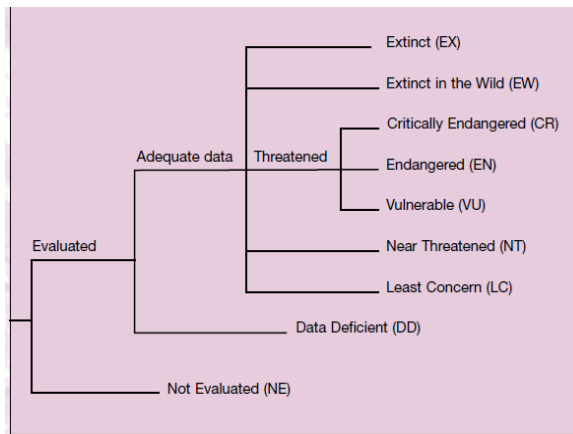 Extinct (EX)
Extinct in the Wild (EW)
Critically Endangered (CR)
Adequate data
Threatened
Endangered (EN)
Vulnerable (VU)
Evaluated
Near Threatened (NT)
Least Concern (LC)
Data Deficient (DD)
Not Evaluated (NE)